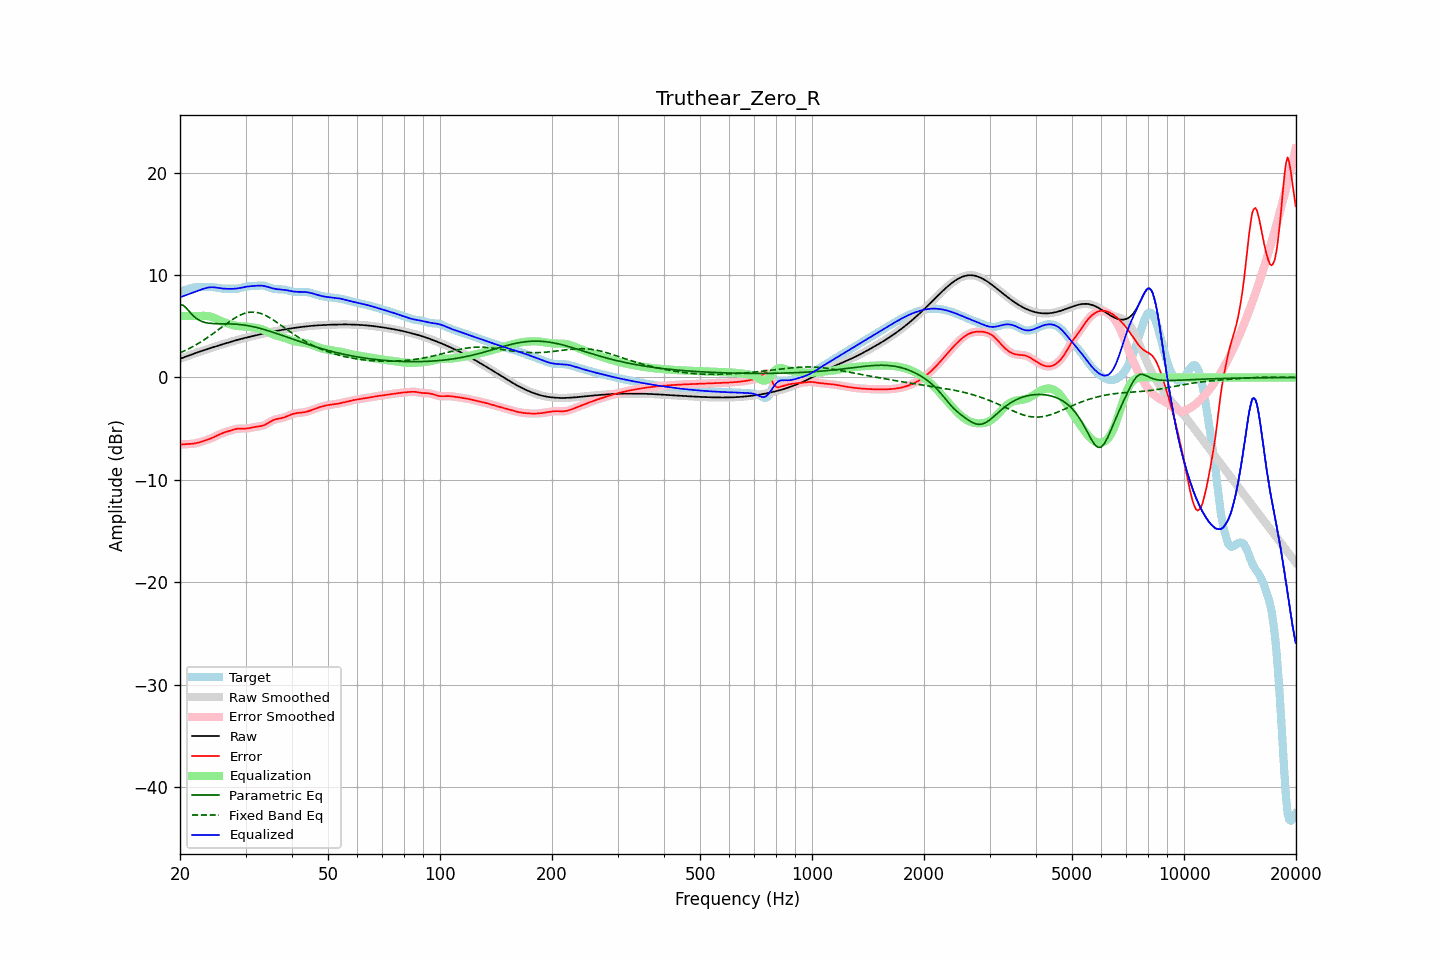 Truthear_Zero_R
20
10
0
−10
−20
−30
−40
Amplitude (dBr)
Target
Raw Smoothed
Error Smoothed
Raw
Error
Equalization
Parametric Eq
Fixed Band Eq
Equalized
20 50 100 200 500 1000 2000 5000 10000 20000
Frequency (Hz)